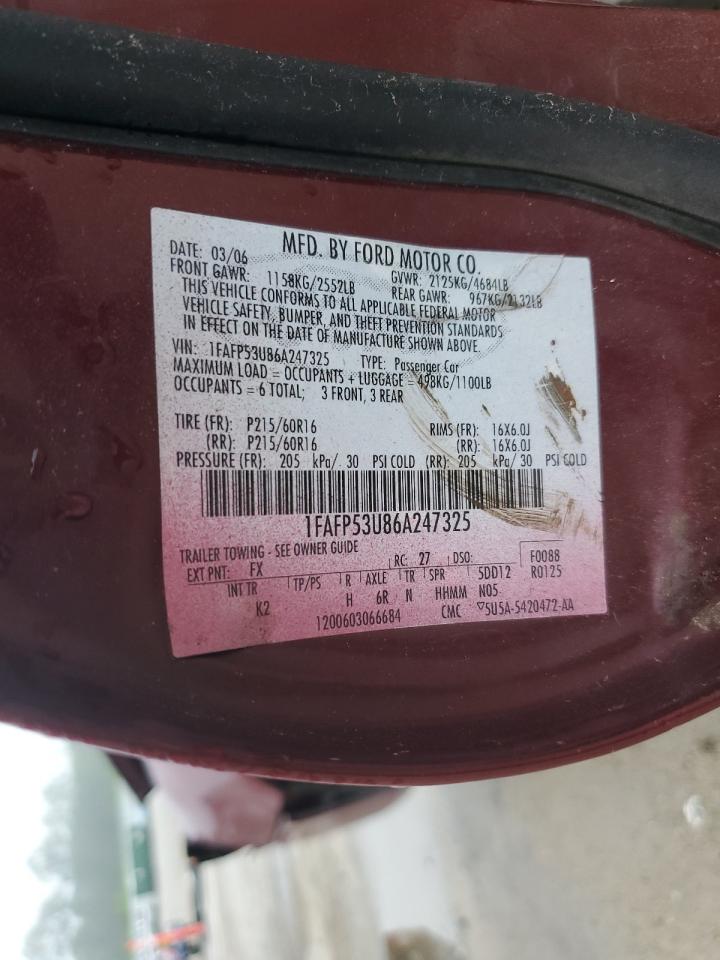 MFD. BY FORD MOTOR CO.
DATE: 03/06 GVWR: 2125KG/4684LB
FRONT GAWR: 1158KG/2552LB REAR GAWR: 967KG/2132LB
THIS VEHICLE CONFORMS TO ALL APPLICABLE FEDERAL MOTOR
VEHICLE SAFETY, BUMPER, AND THEFT PREVENTION STANDARDS
IN EFFECT ON THE DATE OF MANUFACTURE SHOWN ABOVE.
VIN: 1FAFP53U86A247325 TYPE: Passenger Car
MAXIMUM LOAD = OCCUPANTS + LUGGAGE = 498KG/1100LB
OCCUPANTS = 6 TOTAL; 3 FRONT, 3 REAR
TIRE (FR): P215/60R16 RIMS (FR): 16X6.0J
(RR): P215/60R16 (RR): 16X6.0J
PRESSURE (FR): 205 kPa/ 30 PSI COLD (RR): 205 kPa/ 30 PSI COLD
1FAFP53U86A247325
TRAILER TOWING - SEE OWNER GUIDE
EXT PNT: FX RC: 27 DSO: F0088
INT TR TP/PS R AXLE TR SPR 5DD12 R0125
K2 H 6R N HHMM N05
1200603066684 CMC ▽5U5A-5420472-AA